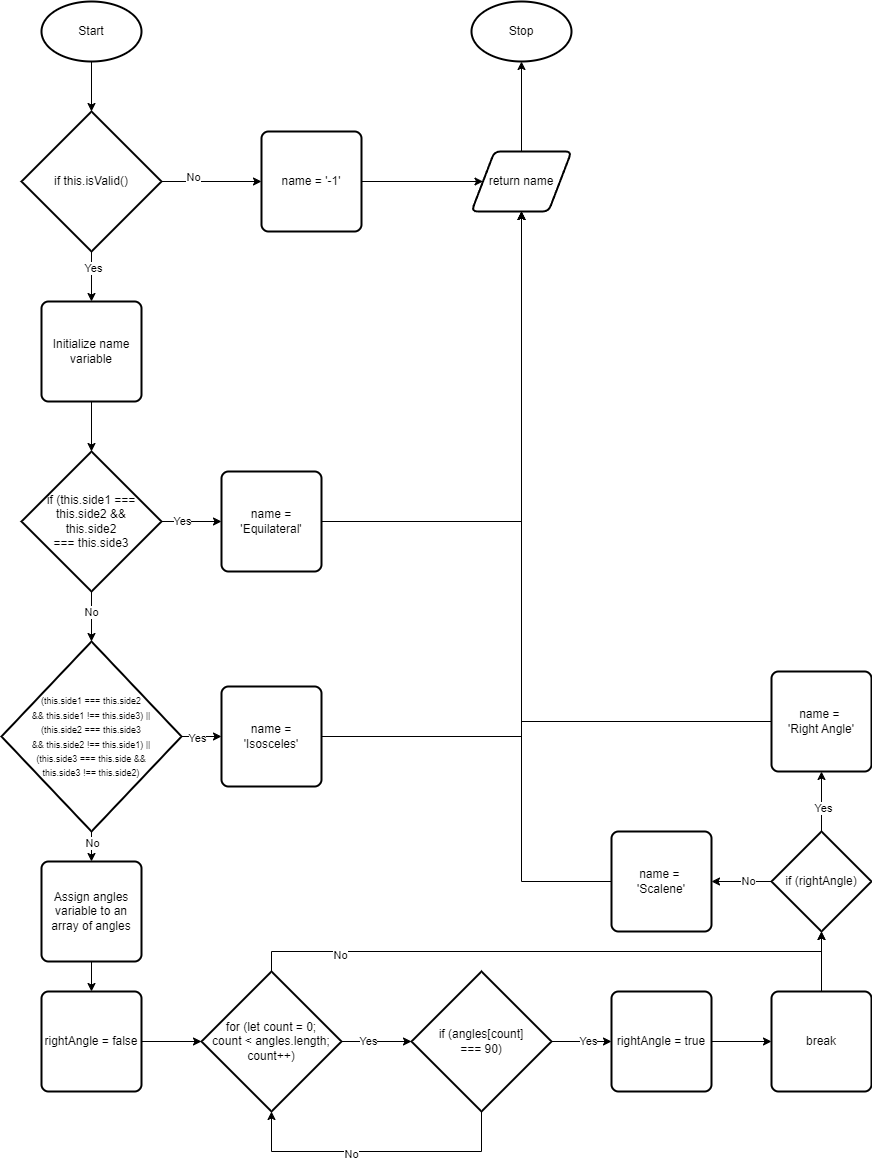 Start
Stop
if this.isValid()
No
name = '-1'
return name
Yes
Initialize name
variable
if (this.side1 ===
this.side2 &&
this.side2
=== this.side3
Yes
name =
'Equilateral'
No
(this.side1 === this.side2
&& this.side1 !== this.side3) ||
(this.side2 === this.side3
&& this.side2 !== this.side1) ||
(this.side3 === this.side &&
this.side3 !== this.side2)
Yes
name =
'Isosceles'
name =
'Right Angle'
Yes
No
Assign angles
variable to an
array of angles
name =
'Scalene'
No
if (rightAngle)
No
rightAngle = false
for (let count = 0;
count < angles.length;
count++)
Yes
if (angles[count]
=== 90)
Yes
rightAngle = true
break
No